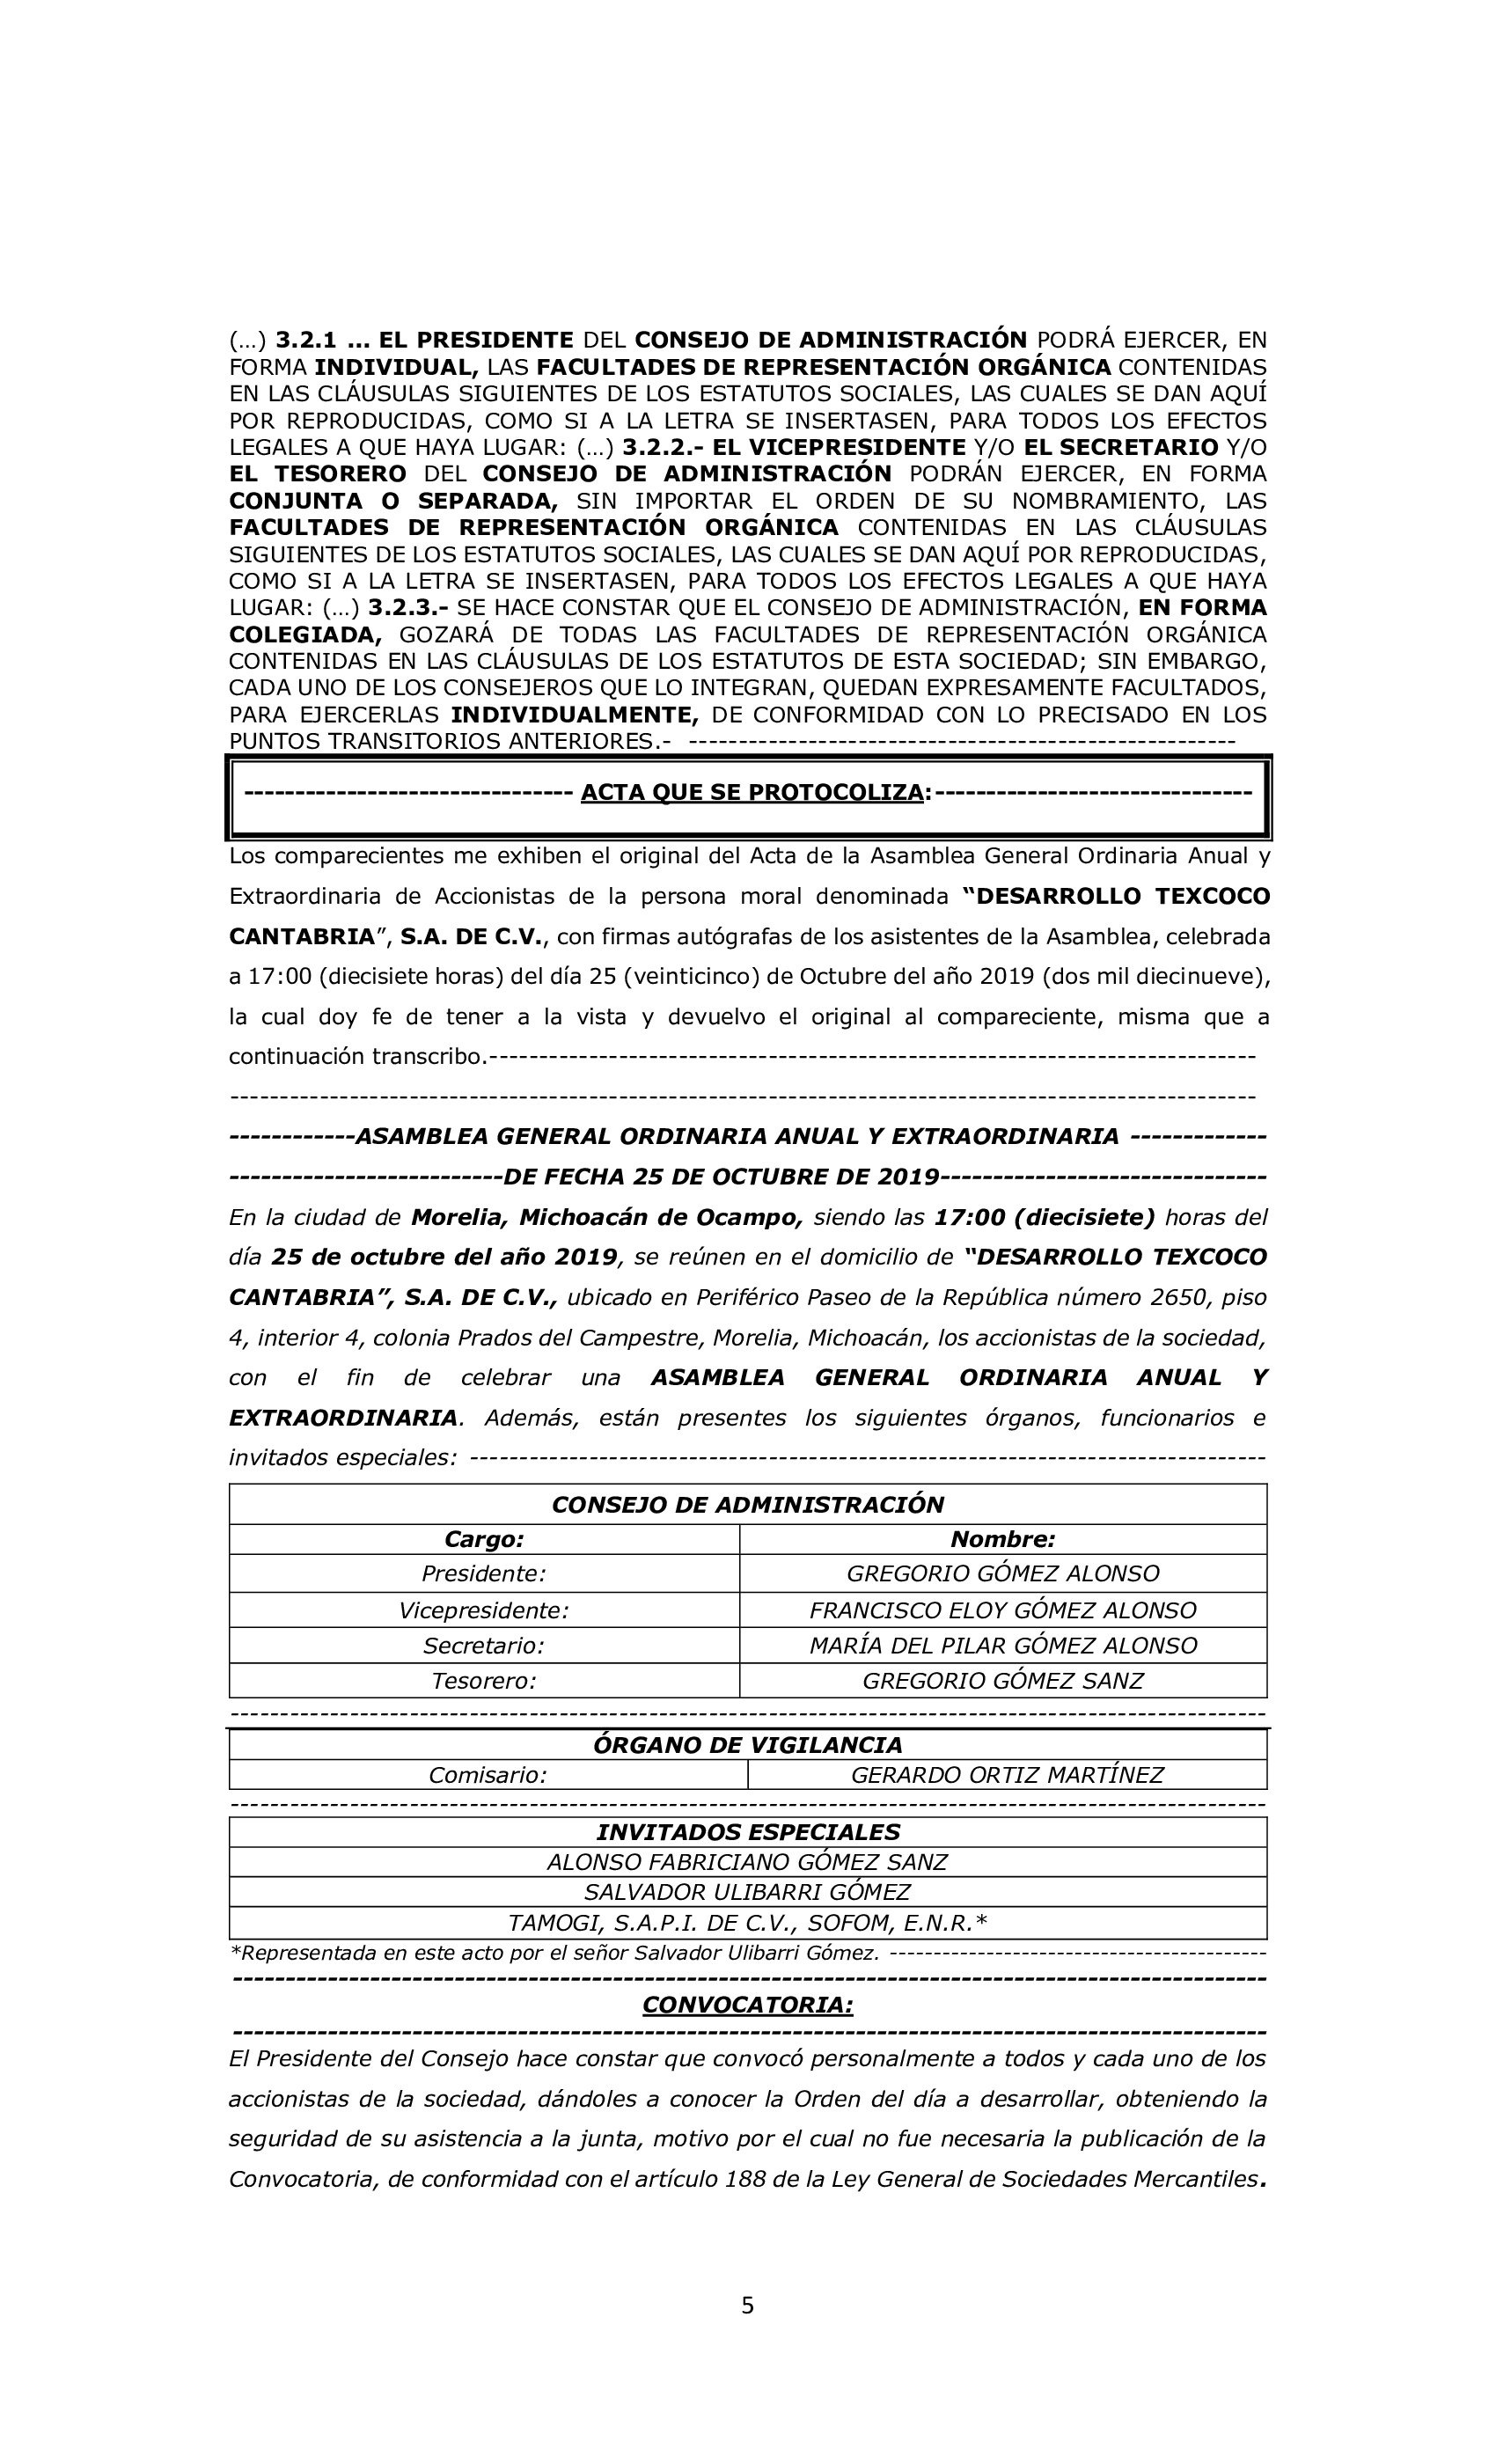 (…) 3.2.1 … EL PRESIDENTE DEL CONSEJO DE ADMINISTRACIÓN PODRÁ EJERCER, EN
FORMA INDIVIDUAL, LAS FACULTADES DE REPRESENTACIÓN ORGÁNICA CONTENIDAS
EN LAS CLÁUSULAS SIGUIENTES DE LOS ESTATUTOS SOCIALES, LAS CUALES SE DAN AQUÍ
POR REPRODUCIDAS, COMO SI A LA LETRA SE INSERTASEN, PARA TODOS LOS EFECTOS
LEGALES A QUE HAYA LUGAR: (…) 3.2.2.- EL VICEPRESIDENTE Y/O EL SECRETARIO Y/O
EL TESORERO DEL CONSEJO DE ADMINISTRACIÓN PODRÁN EJERCER, EN FORMA
CONJUNTA O SEPARADA, SIN IMPORTAR EL ORDEN DE SU NOMBRAMIENTO, LAS
FACULTADES DE REPRESENTACIÓN ORGÁNICA CONTENIDAS EN LAS CLÁUSULAS
SIGUIENTES DE LOS ESTATUTOS SOCIALES, LAS CUALES SE DAN AQUÍ POR REPRODUCIDAS,
COMO SI A LA LETRA SE INSERTASEN, PARA TODOS LOS EFECTOS LEGALES A QUE HAYA
LUGAR: (…) 3.2.3.- SE HACE CONSTAR QUE EL CONSEJO DE ADMINISTRACIÓN, EN FORMA
COLEGIADA, GOZARÁ DE TODAS LAS FACULTADES DE REPRESENTACIÓN ORGÁNICA
CONTENIDAS EN LAS CLÁUSULAS DE LOS ESTATUTOS DE ESTA SOCIEDAD; SIN EMBARGO,
CADA UNO DE LOS CONSEJEROS QUE LO INTEGRAN, QUEDAN EXPRESAMENTE FACULTADOS,
PARA EJERCERLAS INDIVIDUALMENTE, DE CONFORMIDAD CON LO PRECISADO EN LOS
PUNTOS TRANSITORIOS ANTERIORES.- -------------------------------------------------------
-------------------------------- ACTA QUE SE PROTOCOLIZA:-------------------------------
Los comparecientes me exhiben el original del Acta de la Asamblea General Ordinaria Anual y
Extraordinaria de Accionistas de la persona moral denominada “DESARROLLO TEXCOCO
CANTABRIA”, S.A. DE C.V., con firmas autógrafas de los asistentes de la Asamblea, celebrada
a 17:00 (diecisiete horas) del día 25 (veinticinco) de Octubre del año 2019 (dos mil diecinueve),
la cual doy fe de tener a la vista y devuelvo el original al compareciente, misma que a
continuación transcribo.-----------------------------------------------------------------------------
-------------------------------------------------------------------------------------------------------
------------ASAMBLEA GENERAL ORDINARIA ANUAL Y EXTRAORDINARIA -------------
--------------------------DE FECHA 25 DE OCTUBRE DE 2019-------------------------------
En la ciudad de Morelia, Michoacán de Ocampo, siendo las 17:00 (diecisiete) horas del
día 25 de octubre del año 2019, se reúnen en el domicilio de “DESARROLLO TEXCOCO
CANTABRIA”, S.A. DE C.V., ubicado en Periférico Paseo de la República número 2650, piso
4, interior 4, colonia Prados del Campestre, Morelia, Michoacán, los accionistas de la sociedad,
con el fin de celebrar una ASAMBLEA GENERAL ORDINARIA ANUAL Y
EXTRAORDINARIA. Además, están presentes los siguientes órganos, funcionarios e
invitados especiales: --------------------------------------------------------------------------------
CONSEJO DE ADMINISTRACIÓN
Cargo: Nombre:
Presidente: GREGORIO GÓMEZ ALONSO
Vicepresidente: FRANCISCO ELOY GÓMEZ ALONSO
Secretario: MARÍA DEL PILAR GÓMEZ ALONSO
Tesorero: GREGORIO GÓMEZ SANZ
--------------------------------------------------------------------------------------------------------
ÓRGANO DE VIGILANCIA
Comisario: GERARDO ORTIZ MARTÍNEZ
--------------------------------------------------------------------------------------------------------
INVITADOS ESPECIALES
ALONSO FABRICIANO GÓMEZ SANZ
SALVADOR ULIBARRI GÓMEZ
TAMOGI, S.A.P.I. DE C.V., SOFOM, E.N.R.*
*Representada en este acto por el señor Salvador Ulibarri Gómez. -------------------------------------------
--------------------------------------------------------------------------------------------------
CONVOCATORIA:
--------------------------------------------------------------------------------------------------
El Presidente del Consejo hace constar que convocó personalmente a todos y cada uno de los
accionistas de la sociedad, dándoles a conocer la Orden del día a desarrollar, obteniendo la
seguridad de su asistencia a la junta, motivo por el cual no fue necesaria la publicación de la
Convocatoria, de conformidad con el artículo 188 de la Ley General de Sociedades Mercantiles.
5